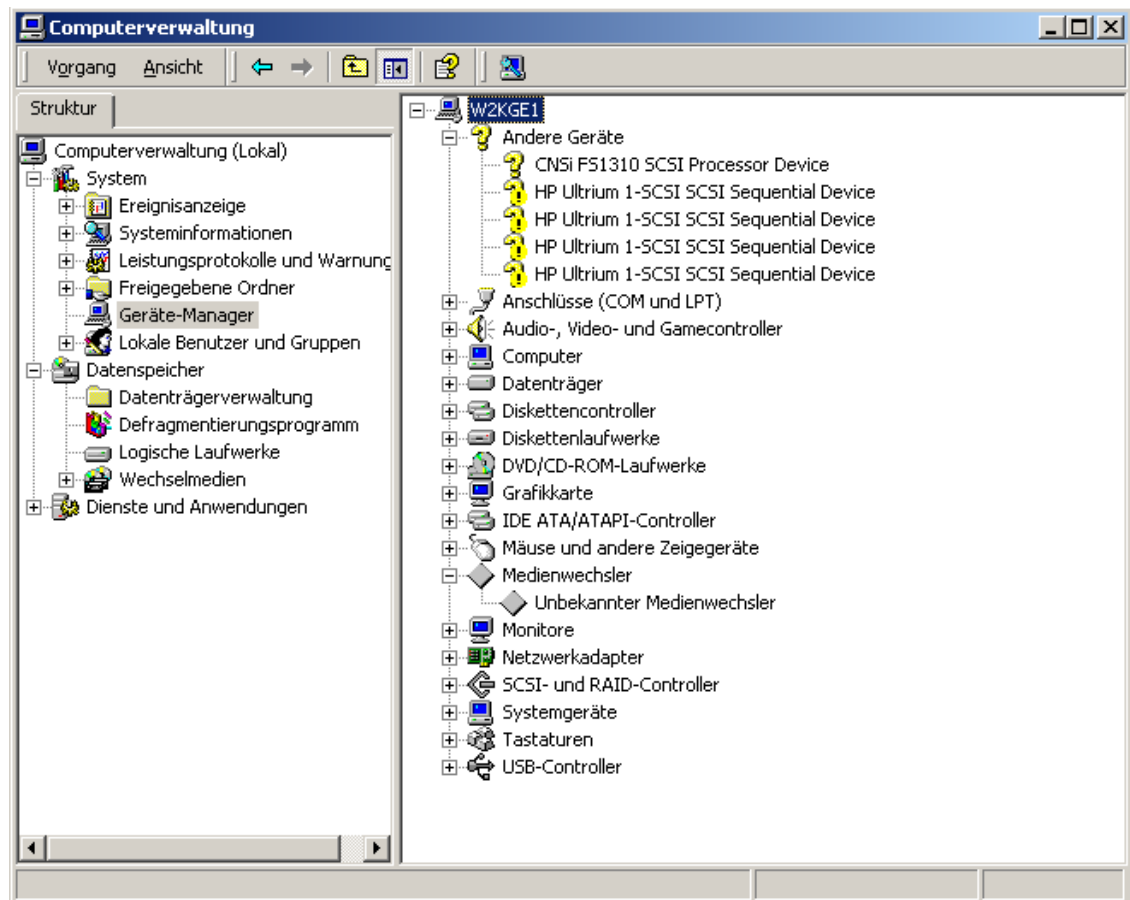 Computerverwaltung
Vorgang Ansicht
Struktur
Computerverwaltung (Lokal)
System
Ereignisanzeige
Systeminformationen
Leistungsprotokolle und Warnung
Freigegebene Ordner
Geräte-Manager
Lokale Benutzer und Gruppen
Datenspeicher
Datenträgerverwaltung
Defragmentierungsprogramm
Logische Laufwerke
Wechselmedien
Dienste und Anwendungen
W2KGE1
Andere Geräte
CNSi FS1310 SCSI Processor Device
HP Ultrium 1-SCSI SCSI Sequential Device
HP Ultrium 1-SCSI SCSI Sequential Device
HP Ultrium 1-SCSI SCSI Sequential Device
HP Ultrium 1-SCSI SCSI Sequential Device
Anschlüsse (COM und LPT)
Audio-, Video- und Gamecontroller
Computer
Datenträger
Diskettencontroller
Diskettenlaufwerke
DVD/CD-ROM-Laufwerke
Grafikkarte
IDE ATA/ATAPI-Controller
Mäuse und andere Zeigegeräte
Medienwechsler
Unbekannter Medienwechsler
Monitore
Netzwerkadapter
SCSI- und RAID-Controller
Systemgeräte
Tastaturen
USB-Controller